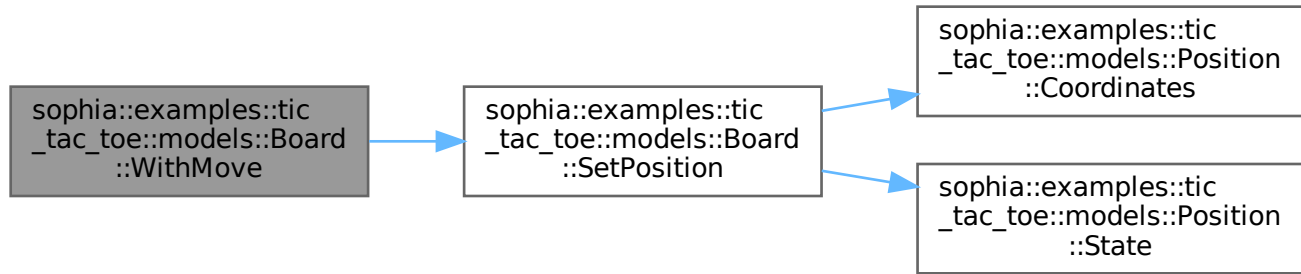 sophia::examples::tic
_tac_toe::models::Board
::WithMove
sophia::examples::tic
_tac_toe::models::Board
::SetPosition
sophia::examples::tic
_tac_toe::models::Position
::Coordinates
sophia::examples::tic
_tac_toe::models::Position
::State